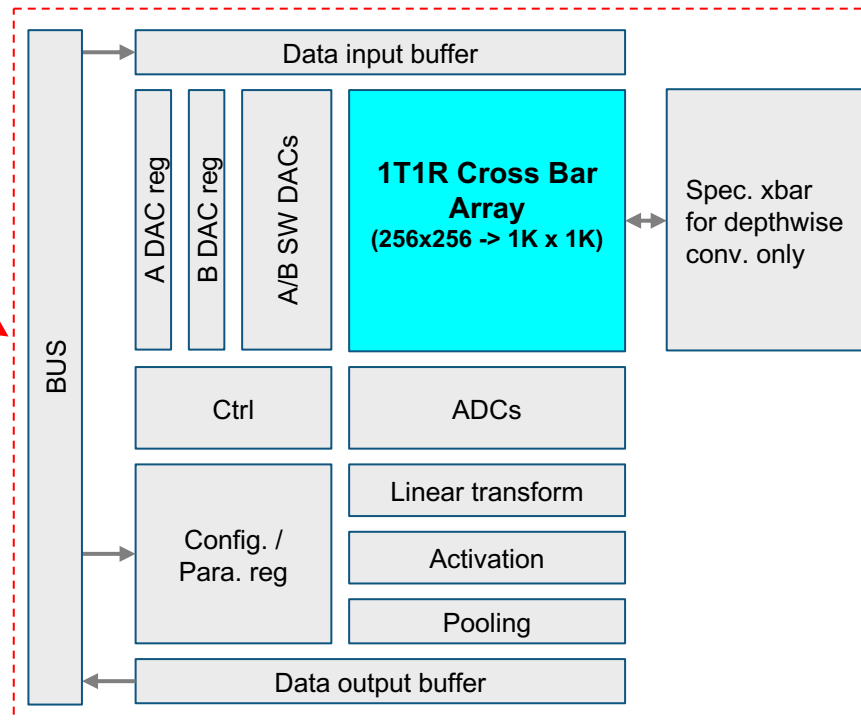 Data input buffer
BUS
A DAC reg
B DAC reg
A/B SW DACs
1T1R Cross Bar
Array
(256x256 -> 1K x 1K)
Spec. xbar
for depthwise
conv. only
Ctrl
ADCs
Config. /
Para. reg
Linear transform
Activation
Pooling
Data output buffer